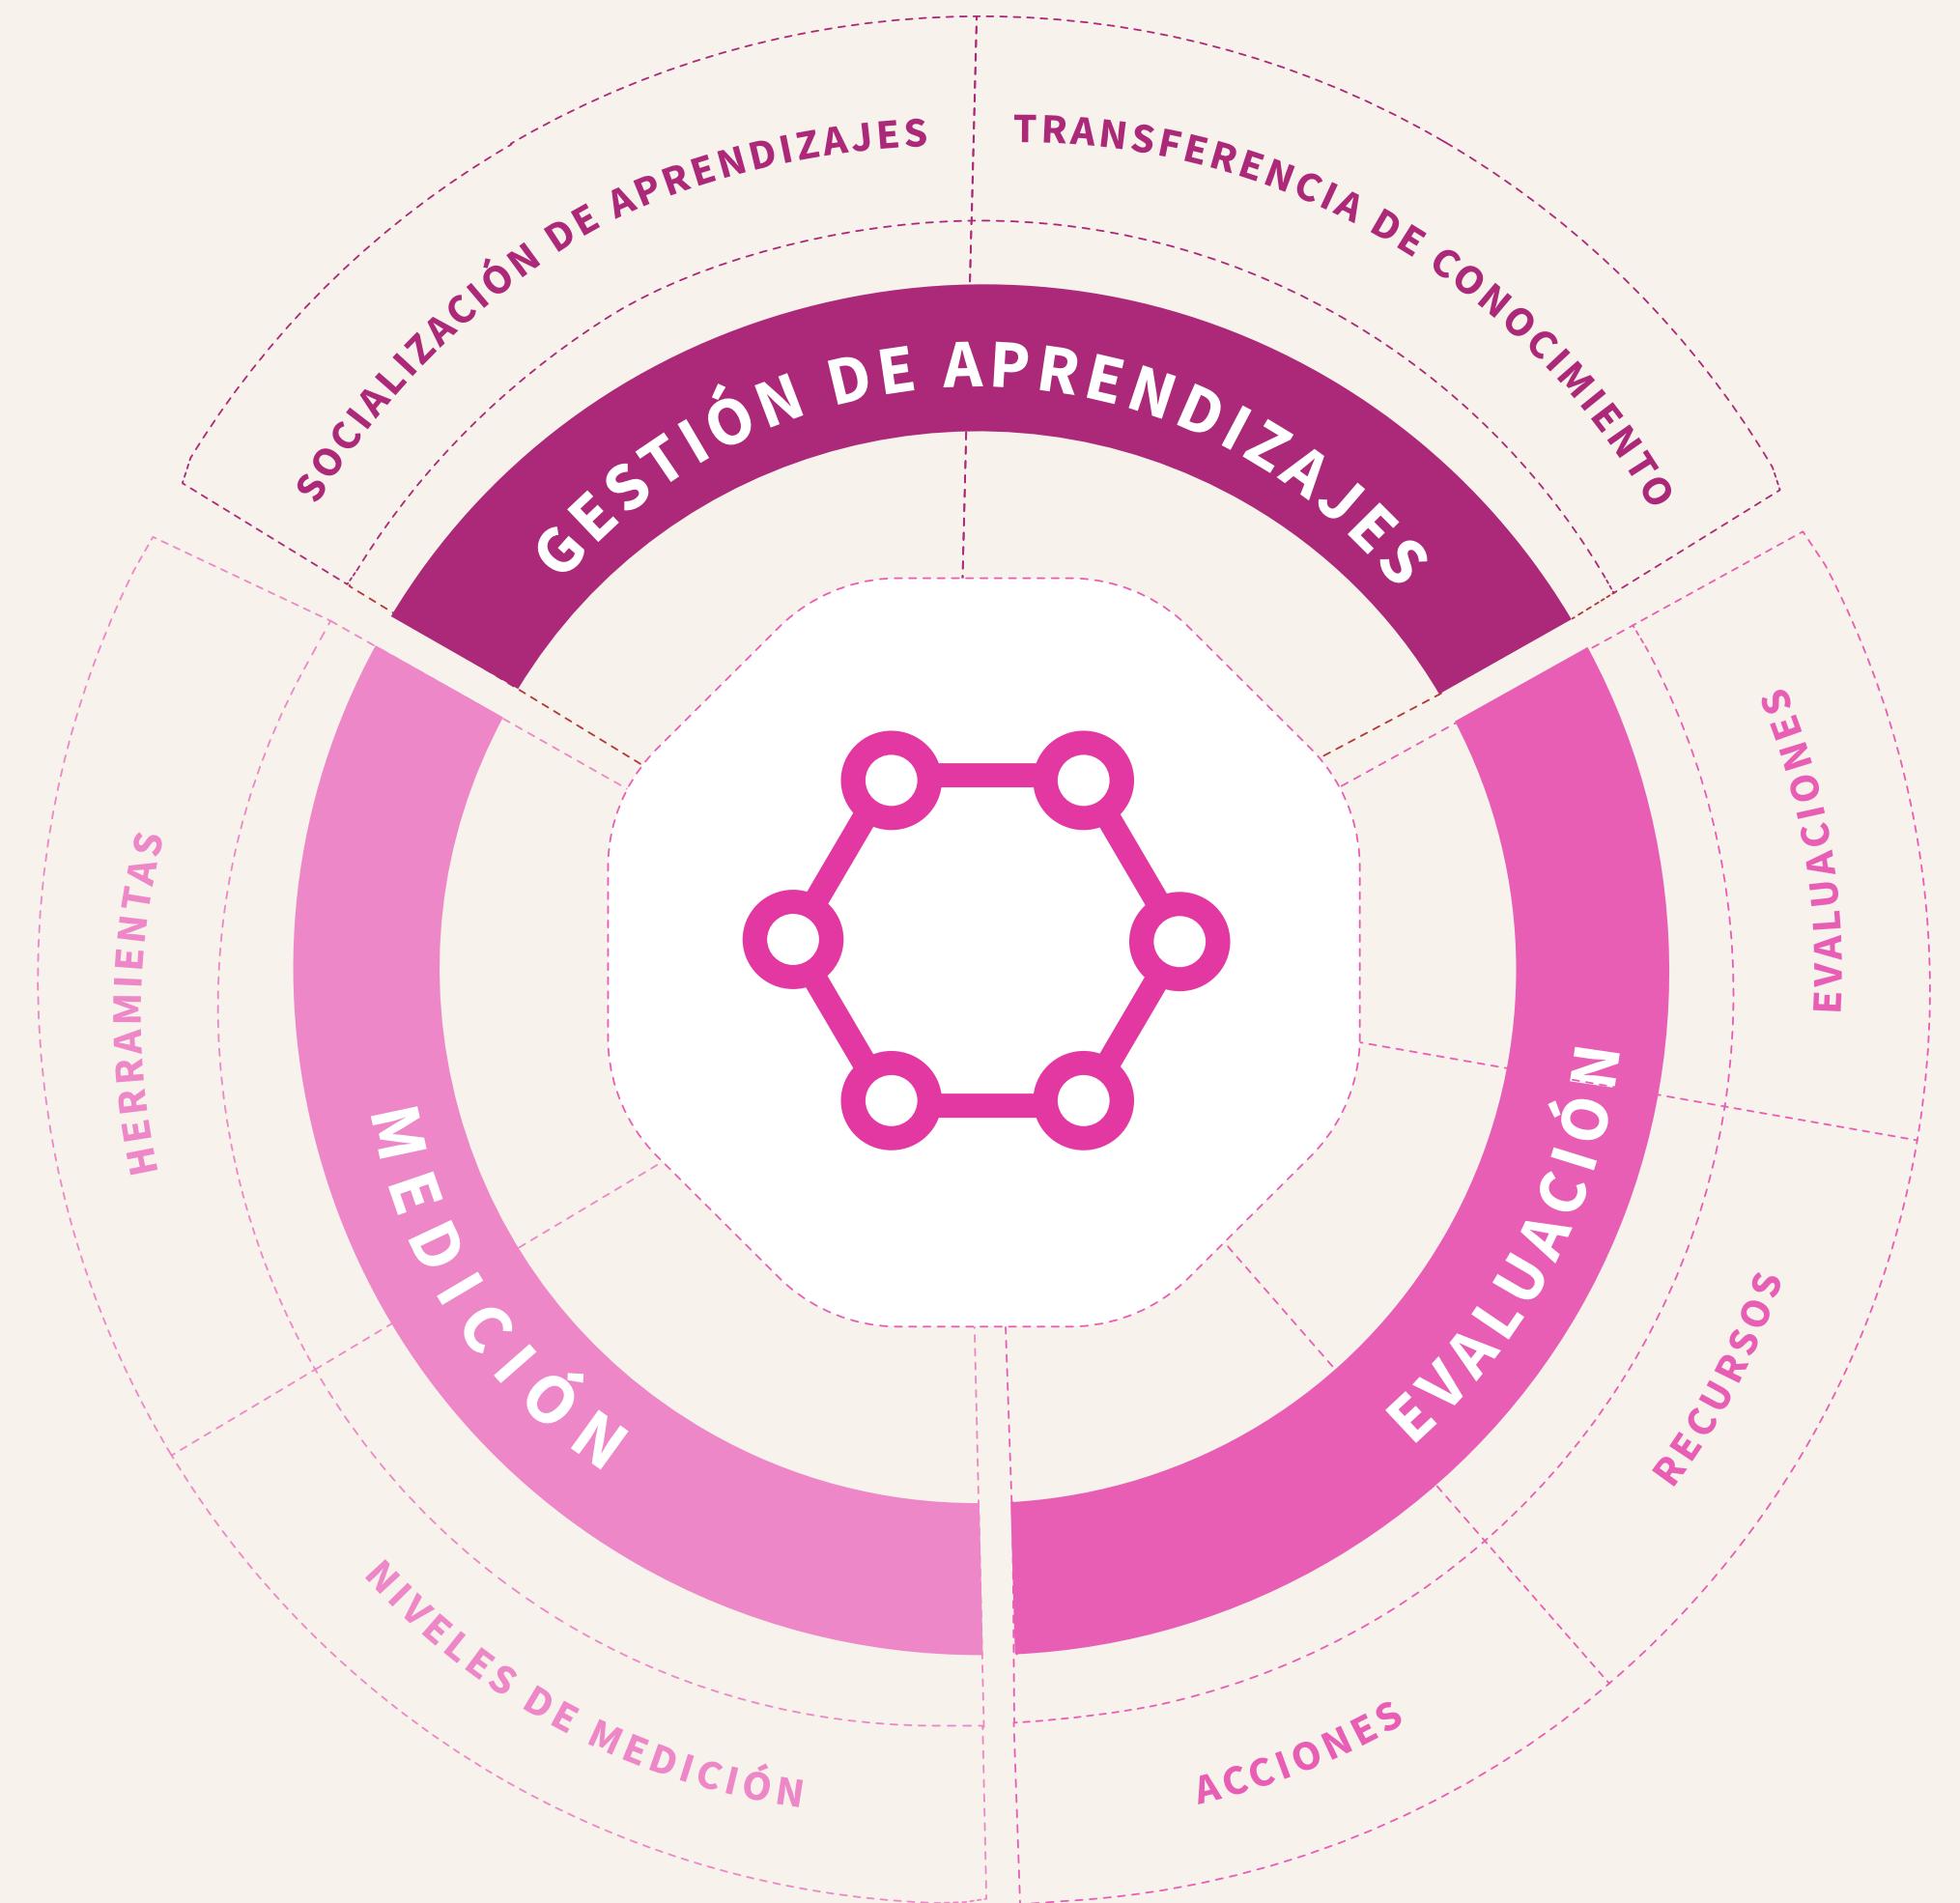 SOCIALIZACIÓN DE APRENDIZAJES
TRANSFERENCIA DE CONOCIMIENTO
GESTIÓN DE APRENDIZAJES
EVALUACIONES
HERRAMIENTAS
EVALUACIÓN
MEDICIÓN
RECURSOS
NIVELES DE MEDICIÓN
ACCIONES